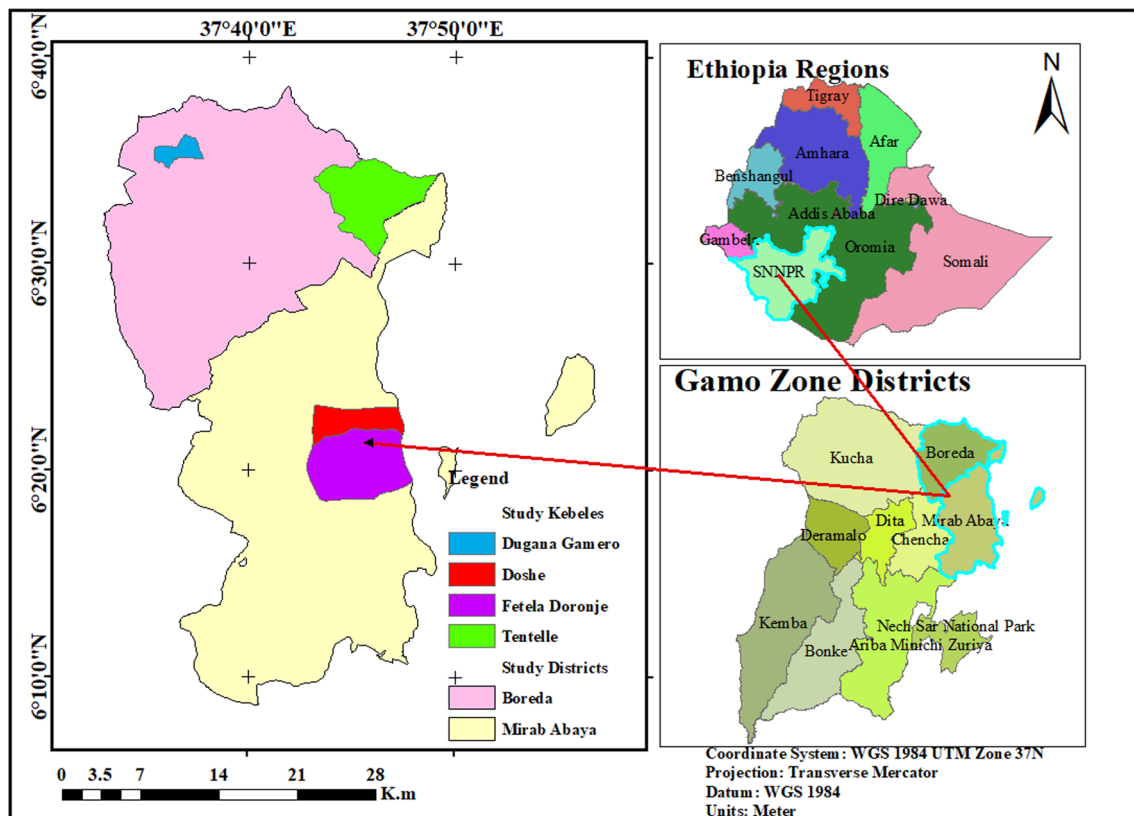 37°40'0"E
37°50'0"E
6°40'0"N
6°30'0"N
6°20'0"N
6°10'0"N
Legend
Study Kebeles
Dugana Gamero
Doshe
Fetela Doronje
Tentelle
Study Districts
Boreda
Mirab Abaya
0 3.5 7 14 21 28
K.m
Ethiopia Regions
N
Tigray
Afar
Amhara
Benshangul
Dire Dawa
Addis Ababa
Gambela
Oromia
SNNPR
Somali
Gamo Zone Districts
Boreda
Kucha
Dita
Mirab Abaya
Deramalo
Chencha
Kemba
Nech Sar National Park
Bonke
Ariba Minichi Zuriya
Coordinate System: WGS 1984 UTM Zone 37N
Projection: Transverse Mercator
Datum: WGS 1984
Units: Meter